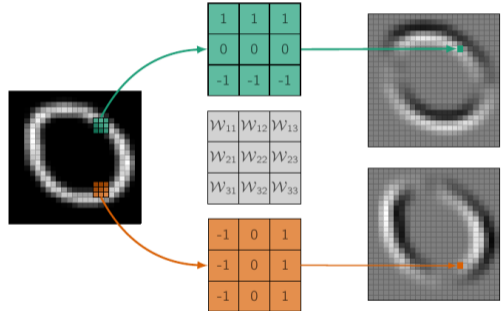 1 1 1
0 0 0
-1 -1 -1
𝒲₁₁ 𝒲₁₂ 𝒲₁₃
𝒲₂₁ 𝒲₂₂ 𝒲₂₃
𝒲₃₁ 𝒲₃₂ 𝒲₃₃
-1 0 1
-1 0 1
-1 0 1